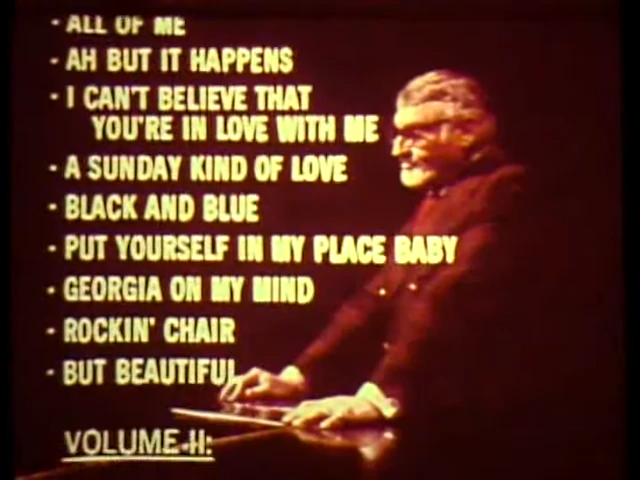 · ALL OF ME
· AH BUT IT HAPPENS
· I CAN'T BELIEVE THAT
YOU'RE IN LOVE WITH ME
· A SUNDAY KIND OF LOVE
· BLACK AND BLUE
· PUT YOURSELF IN MY PLACE BABY
· GEORGIA ON MY MIND
· ROCKIN' CHAIR
· BUT BEAUTIFUL
VOLUME-II: